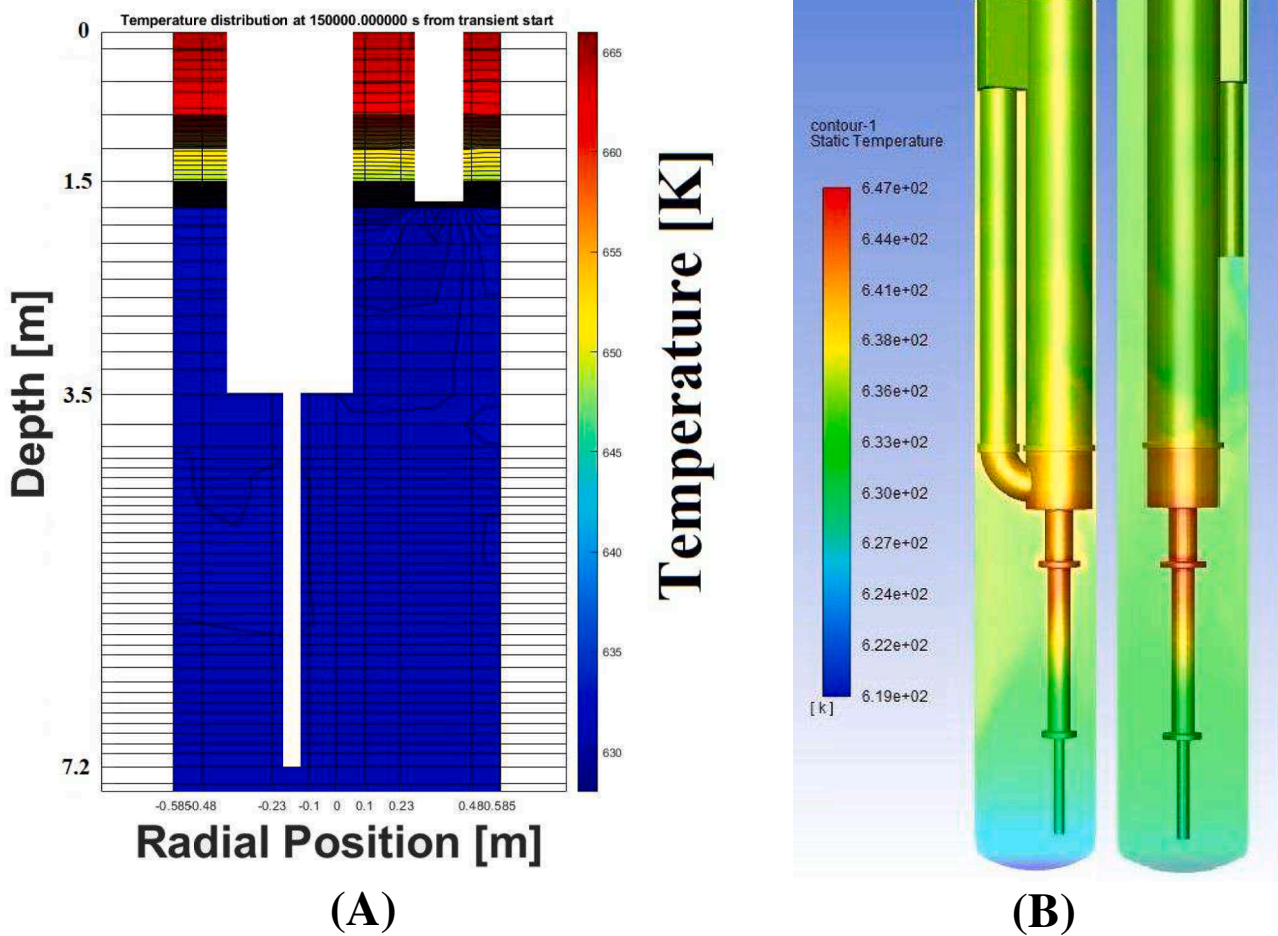 Temperature distribution at 150000.000000 s from transient start
0
1.5
3.5
7.2
Depth [m]
-0.5850.48 -0.23 -0.1 0 0.1 0.23 0.480.585
Radial Position [m]
665
660
655
650
645
640
635
630
Temperature [K]
(A)
contour-1
Static Temperature
6.47e+02
6.44e+02
6.41e+02
6.38e+02
6.36e+02
6.33e+02
6.30e+02
6.27e+02
6.24e+02
6.22e+02
6.19e+02
[ k ]
(B)